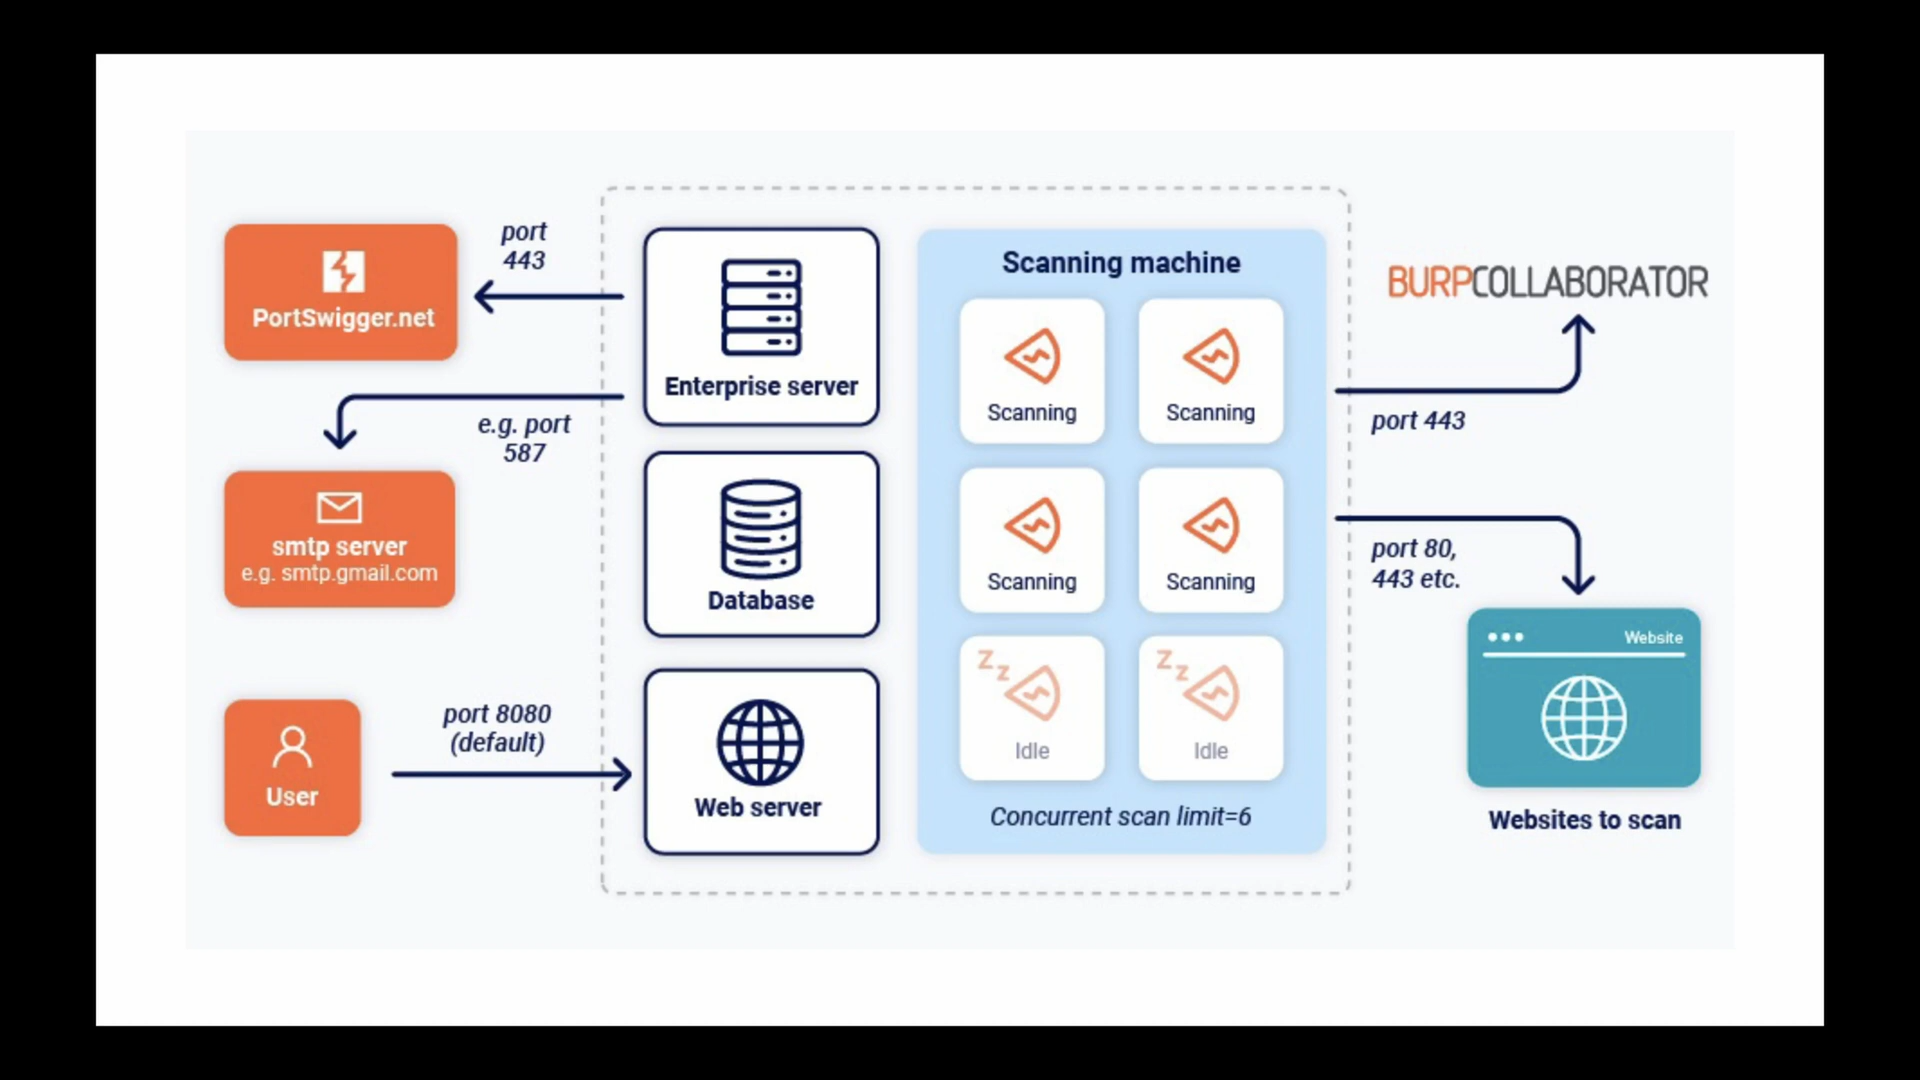 port
443
PortSwigger.net
e.g. port
587
smtp server
e.g. smtp.gmail.com
port 8080
(default)
User
Enterprise server
Database
Web server
Scanning machine
Scanning
Scanning
Scanning
Scanning
Z
z
Idle
Z
z
Idle
Concurrent scan limit=6
BURPCOLLABORATOR
port 443
port 80,
443 etc.
Website
Websites to scan